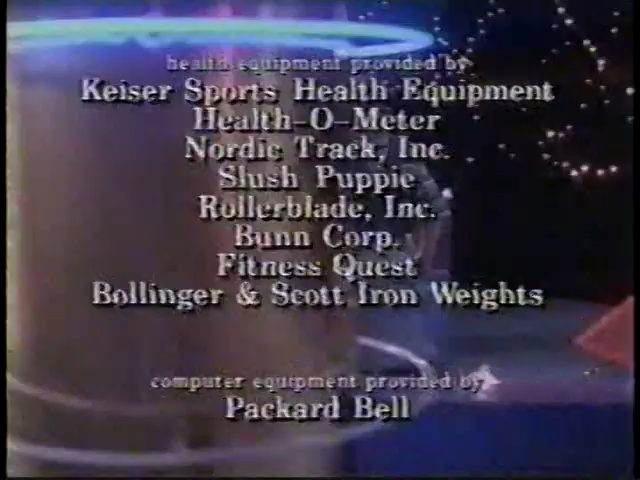 health equipment provided by
Keiser Sports Health Equipment
Health-O-Meter
Nordic Track, Inc.
Slush Puppie
Rollerblade, Inc.
Bunn Corp.
Fitness Quest
Bollinger & Scott Iron Weights
computer equipment provided by
Packard Bell